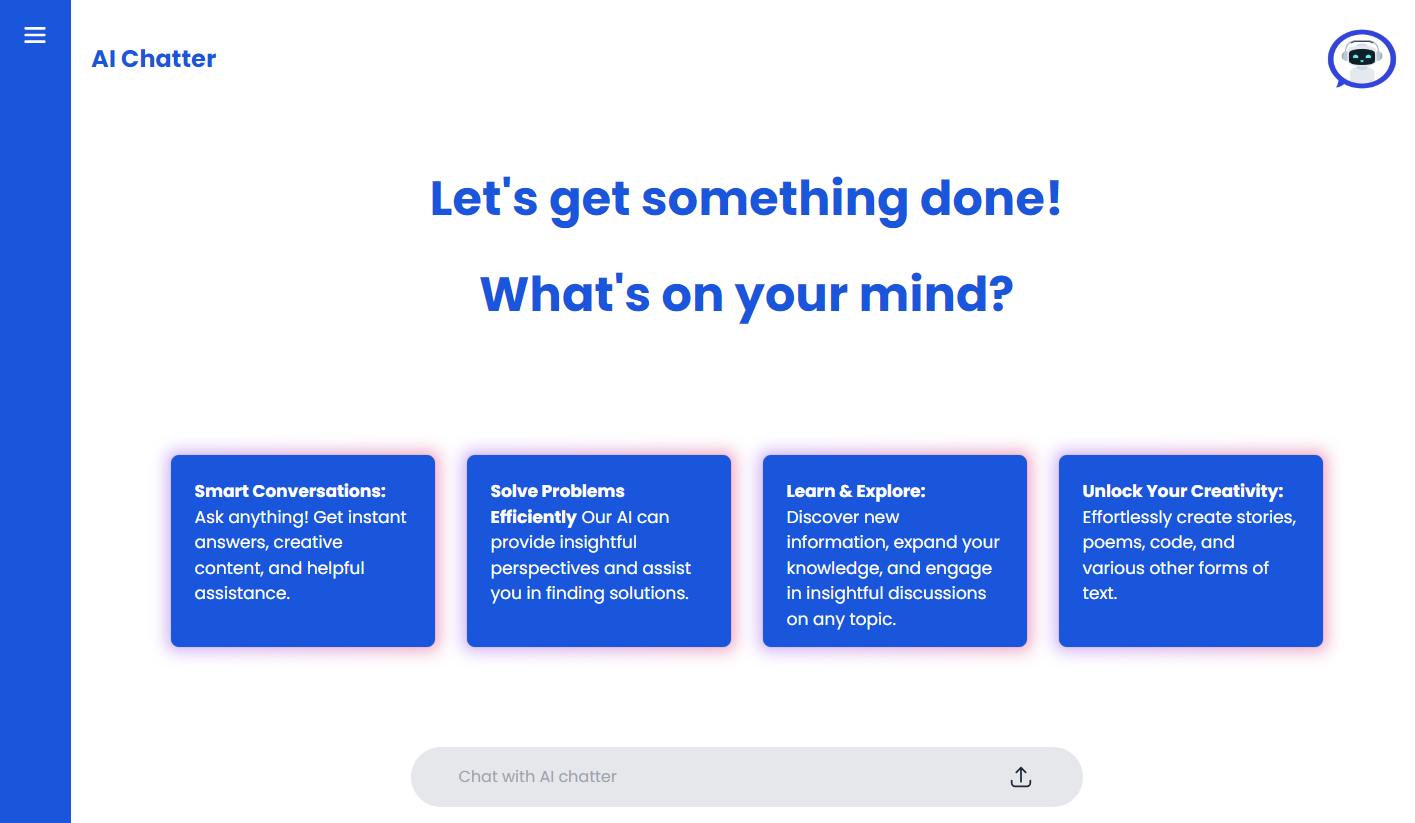 AI Chatter
Let's get something done!
What's on your mind?
Smart Conversations:
Ask anything! Get instant
answers, creative
content, and helpful
assistance.
Solve Problems
Efficiently Our AI can
provide insightful
perspectives and assist
you in finding solutions.
Learn & Explore:
Discover new
information, expand your
knowledge, and engage
in insightful discussions
on any topic.
Unlock Your Creativity:
Effortlessly create stories,
poems, code, and
various other forms of
text.
Chat with AI chatter